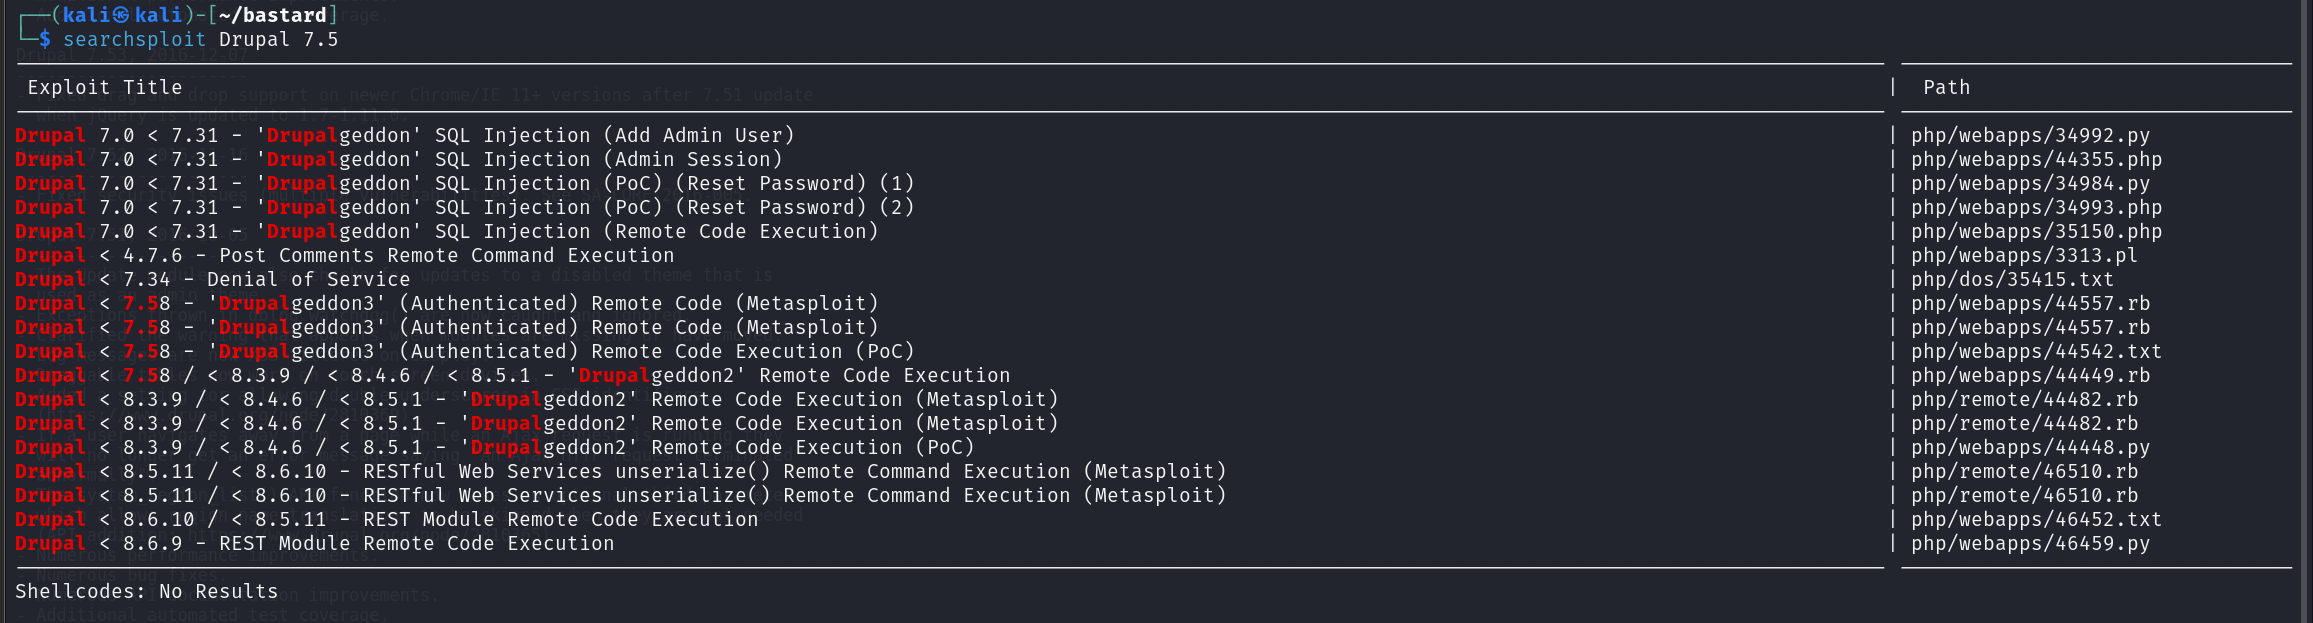 ┌──(kali㉿kali)-[~/bastard]
└─$ searchsploit Drupal 7.5
Exploit Title | Path
Drupal 7.0 < 7.31 - 'Drupalgeddon' SQL Injection (Add Admin User) | php/webapps/34992.py
Drupal 7.0 < 7.31 - 'Drupalgeddon' SQL Injection (Admin Session) | php/webapps/44355.php
Drupal 7.0 < 7.31 - 'Drupalgeddon' SQL Injection (PoC) (Reset Password) (1) | php/webapps/34984.py
Drupal 7.0 < 7.31 - 'Drupalgeddon' SQL Injection (PoC) (Reset Password) (2) | php/webapps/34993.php
Drupal 7.0 < 7.31 - 'Drupalgeddon' SQL Injection (Remote Code Execution) | php/webapps/35150.php
Drupal < 4.7.6 - Post Comments Remote Command Execution | php/webapps/3313.pl
Drupal < 7.34 - Denial of Service | php/dos/35415.txt
Drupal < 7.58 - 'Drupalgeddon3' (Authenticated) Remote Code (Metasploit) | php/webapps/44557.rb
Drupal < 7.58 - 'Drupalgeddon3' (Authenticated) Remote Code (Metasploit) | php/webapps/44557.rb
Drupal < 7.58 - 'Drupalgeddon3' (Authenticated) Remote Code Execution (PoC) | php/webapps/44542.txt
Drupal < 7.58 / < 8.3.9 / < 8.4.6 / < 8.5.1 - 'Drupalgeddon2' Remote Code Execution | php/webapps/44449.rb
Drupal < 8.3.9 / < 8.4.6 / < 8.5.1 - 'Drupalgeddon2' Remote Code Execution (Metasploit) | php/remote/44482.rb
Drupal < 8.3.9 / < 8.4.6 / < 8.5.1 - 'Drupalgeddon2' Remote Code Execution (Metasploit) | php/remote/44482.rb
Drupal < 8.3.9 / < 8.4.6 / < 8.5.1 - 'Drupalgeddon2' Remote Code Execution (PoC) | php/webapps/44448.py
Drupal < 8.5.11 / < 8.6.10 - RESTful Web Services unserialize() Remote Command Execution (Metasploit) | php/remote/46510.rb
Drupal < 8.5.11 / < 8.6.10 - RESTful Web Services unserialize() Remote Command Execution (Metasploit) | php/remote/46510.rb
Drupal < 8.6.10 / < 8.5.11 - REST Module Remote Code Execution | php/webapps/46452.txt
Drupal < 8.6.9 - REST Module Remote Code Execution | php/webapps/46459.py
Shellcodes: No Results